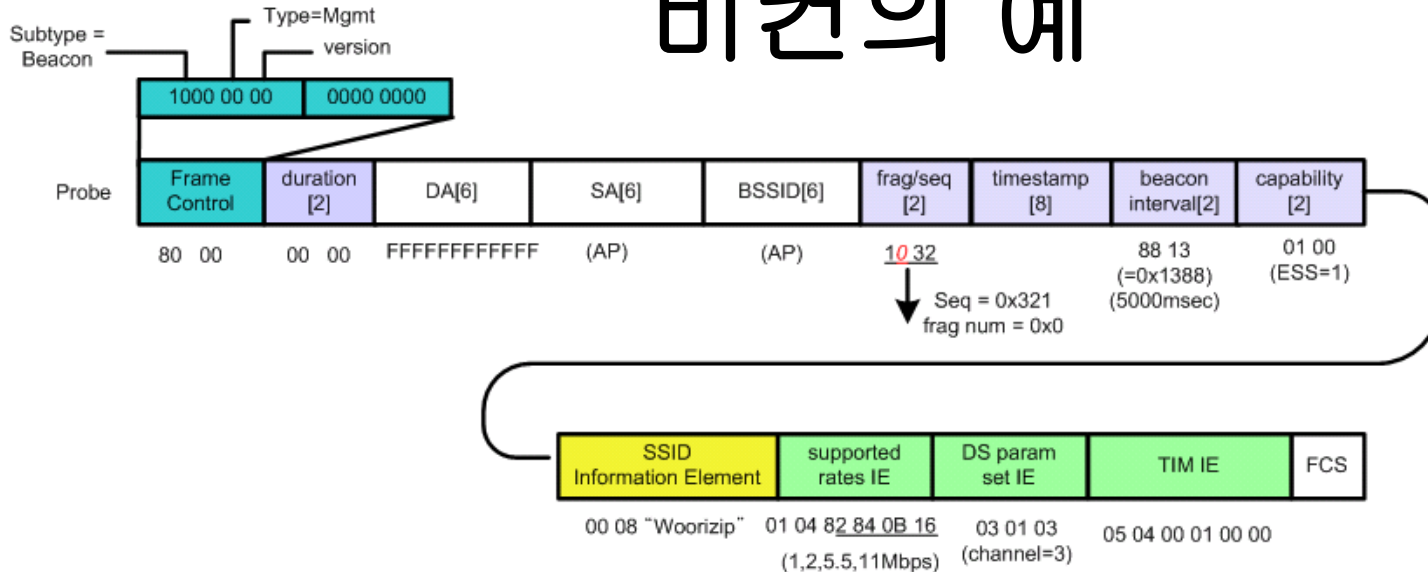 비컨의 예
Type=Mgmt
Subtype =
Beacon
version
1000 00 00
0000 0000
Probe
Frame
Control
duration
[2]
DA[6]
SA[6]
BSSID[6]
frag/seq
[2]
timestamp
[8]
beacon
interval[2]
capability
[2]
80 00
00 00
FFFFFFFFFFFF
(AP)
(AP)
10 32
88 13
(=0x1388)
(5000msec)
01 00
(ESS=1)
Seq = 0x321
frag num = 0x0
SSID
Information Element
supported
rates IE
DS param
set IE
TIM IE
FCS
00 08 “Woorizip”
01 04 82 84 0B 16
(1,2,5.5,11Mbps)
03 01 03
(channel=3)
05 04 00 01 00 00